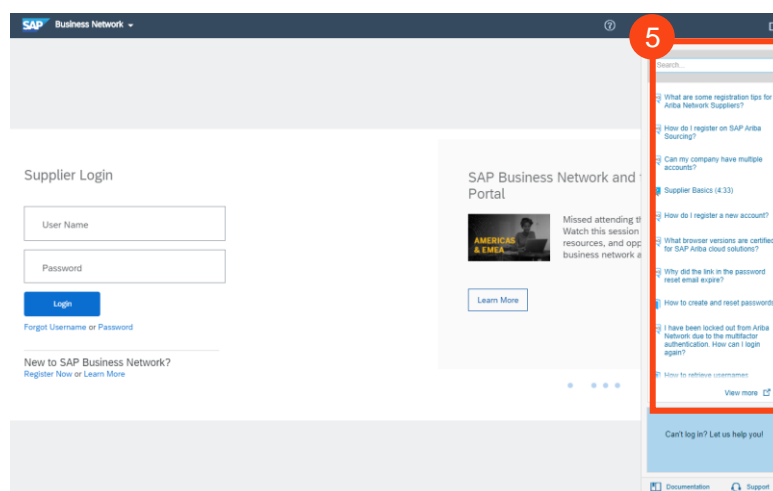 SAP Business Network
5
Search...
What are some registration tips for
Ariba Network Suppliers?
How do I register on SAP Ariba
Sourcing?
Can my company have multiple
accounts?
Supplier Basics (4:33)
How do I register a new account?
What browser versions are certified
for SAP Ariba cloud solutions?
Why did the link in the password
reset email expire?
How to create and reset passwords
I have been locked out from Ariba
Network due to the multifactor
authentication. How can I login
again?
How to retrieve usernames
View more
Can't log in? Let us help you!
Documentation Support
Supplier Login
User Name
Password
Login
Forgot Username or Password
New to SAP Business Network?
Register Now or Learn More
SAP Business Network and
Portal
AMERICAS
& EMEA
Missed attending
Watch this session
resources, and opp
business network a
Learn More